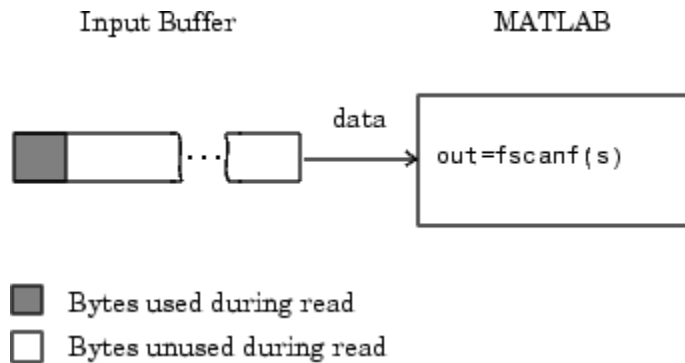 Input Buffer
MATLAB
data
...
out=fscanf(s)
Bytes used during read
Bytes unused during read